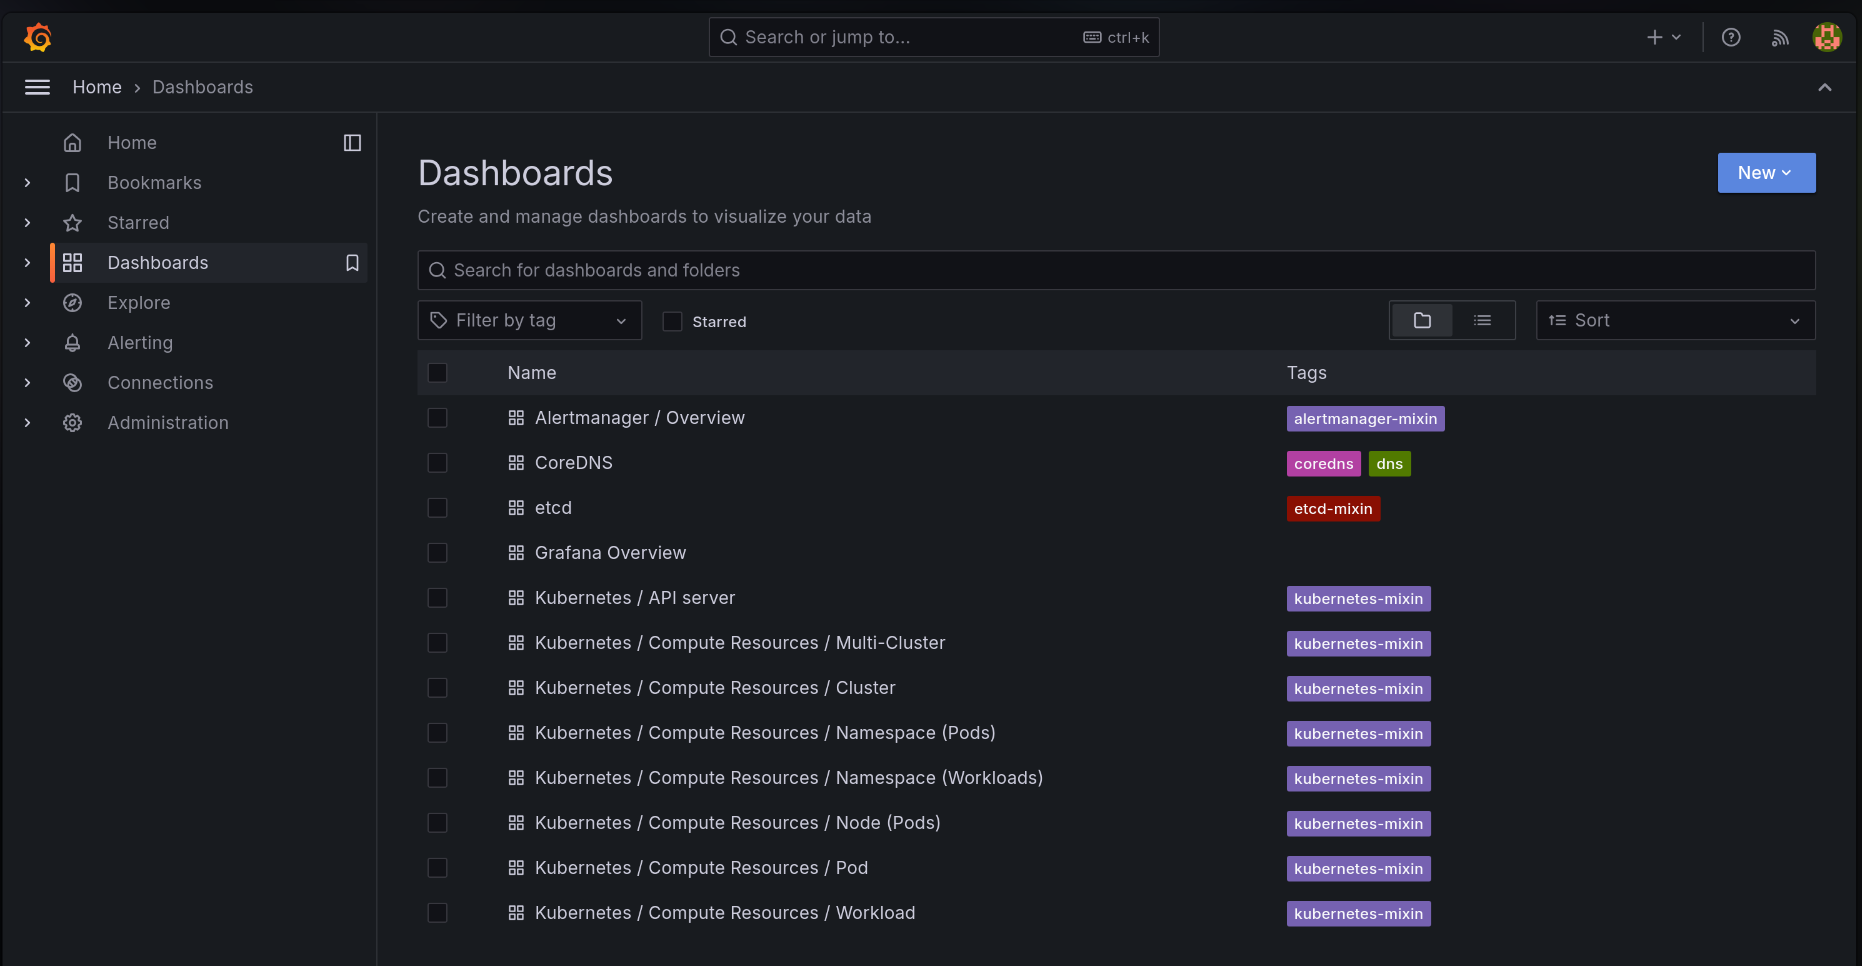 Search or jump to...
ctrl+k
Home
Dashboards
Home
Bookmarks
Starred
Dashboards
Explore
Alerting
Connections
Administration
Dashboards
New
Create and manage dashboards to visualize your data
Search for dashboards and folders
Filter by tag
Starred
Sort
Name Tags
Alertmanager / Overview alertmanager-mixin
CoreDNS coredns dns
etcd etcd-mixin
Grafana Overview
Kubernetes / API server kubernetes-mixin
Kubernetes / Compute Resources / Multi-Cluster kubernetes-mixin
Kubernetes / Compute Resources / Cluster kubernetes-mixin
Kubernetes / Compute Resources / Namespace (Pods) kubernetes-mixin
Kubernetes / Compute Resources / Namespace (Workloads) kubernetes-mixin
Kubernetes / Compute Resources / Node (Pods) kubernetes-mixin
Kubernetes / Compute Resources / Pod kubernetes-mixin
Kubernetes / Compute Resources / Workload kubernetes-mixin